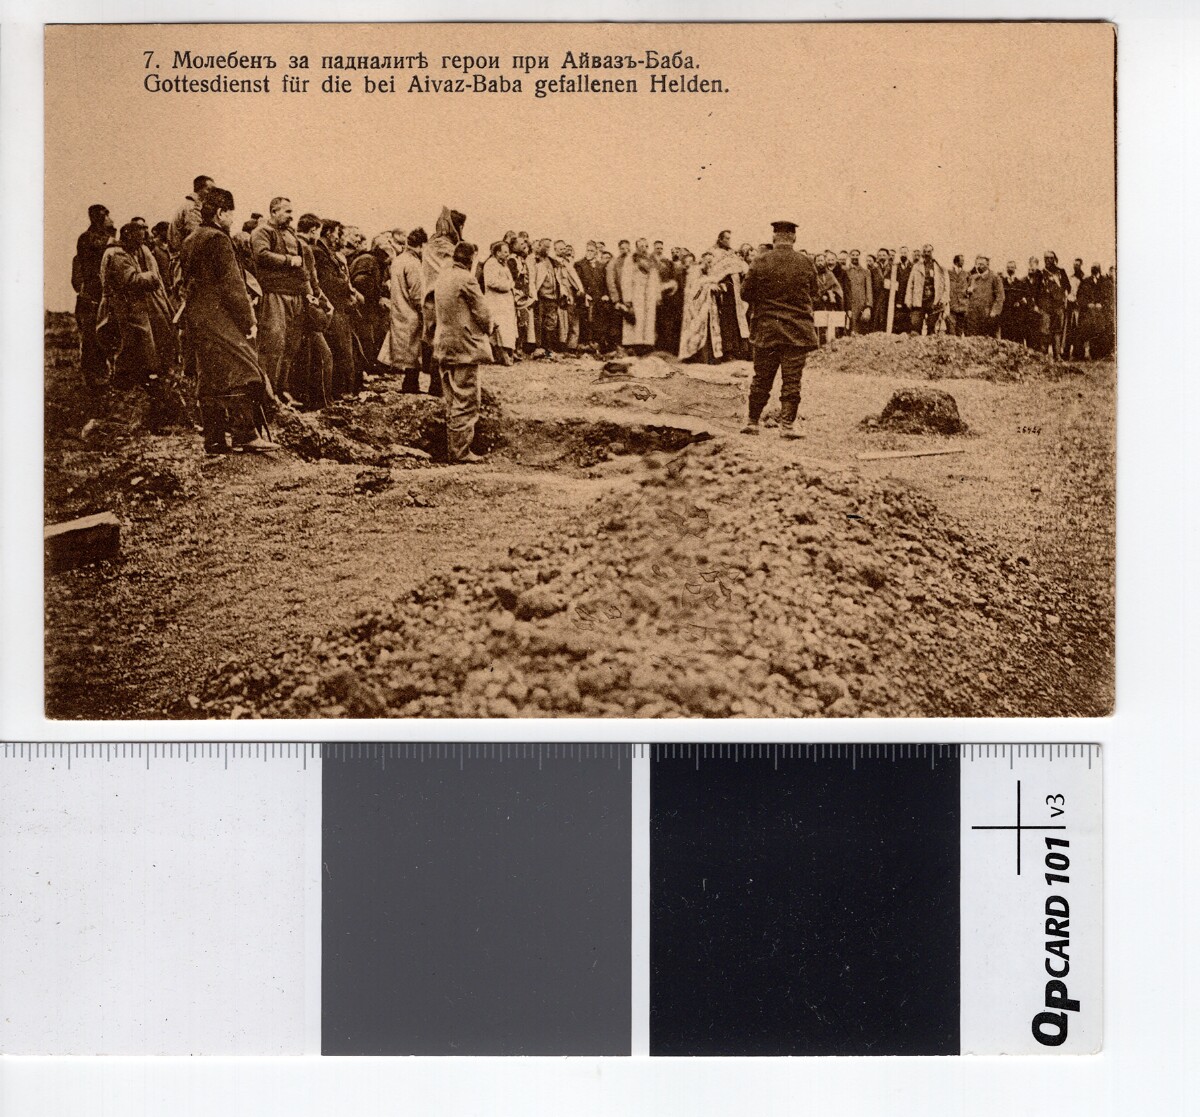 7. Молебенъ за падналитѣ герои при Айвазъ-Баба.
Gottesdienst für die bei Aivaz-Baba gefallenen Helden.
QPCARD 101 v3